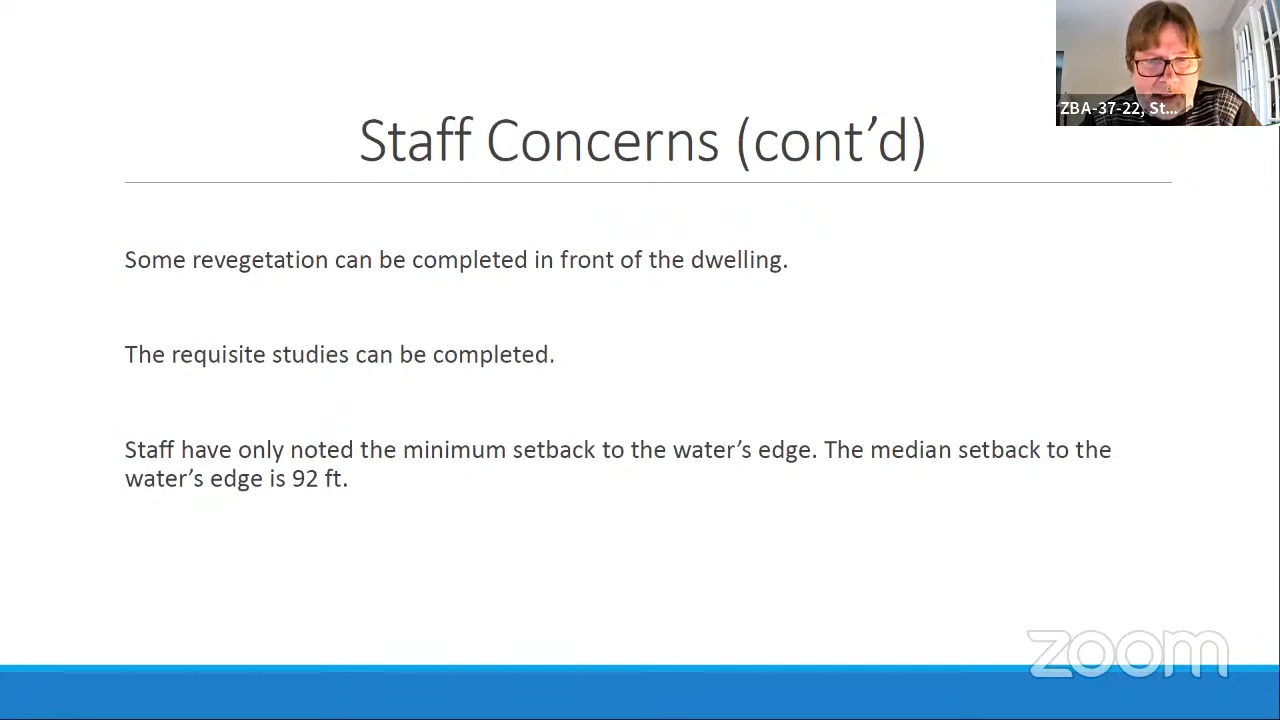 ZBA-37-22, St...
Staff Concerns (cont’d)
Some revegetation can be completed in front of the dwelling.
The requisite studies can be completed.
Staff have only noted the minimum setback to the water’s edge. The median setback to the
water’s edge is 92 ft.
zoom